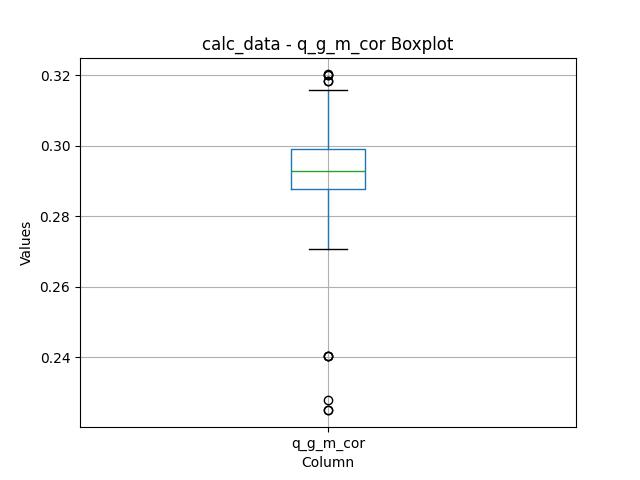 calc_data - q_g_m_cor Boxplot
0.32
0.30
0.28
0.26
0.24
Values
q_g_m_cor
Column